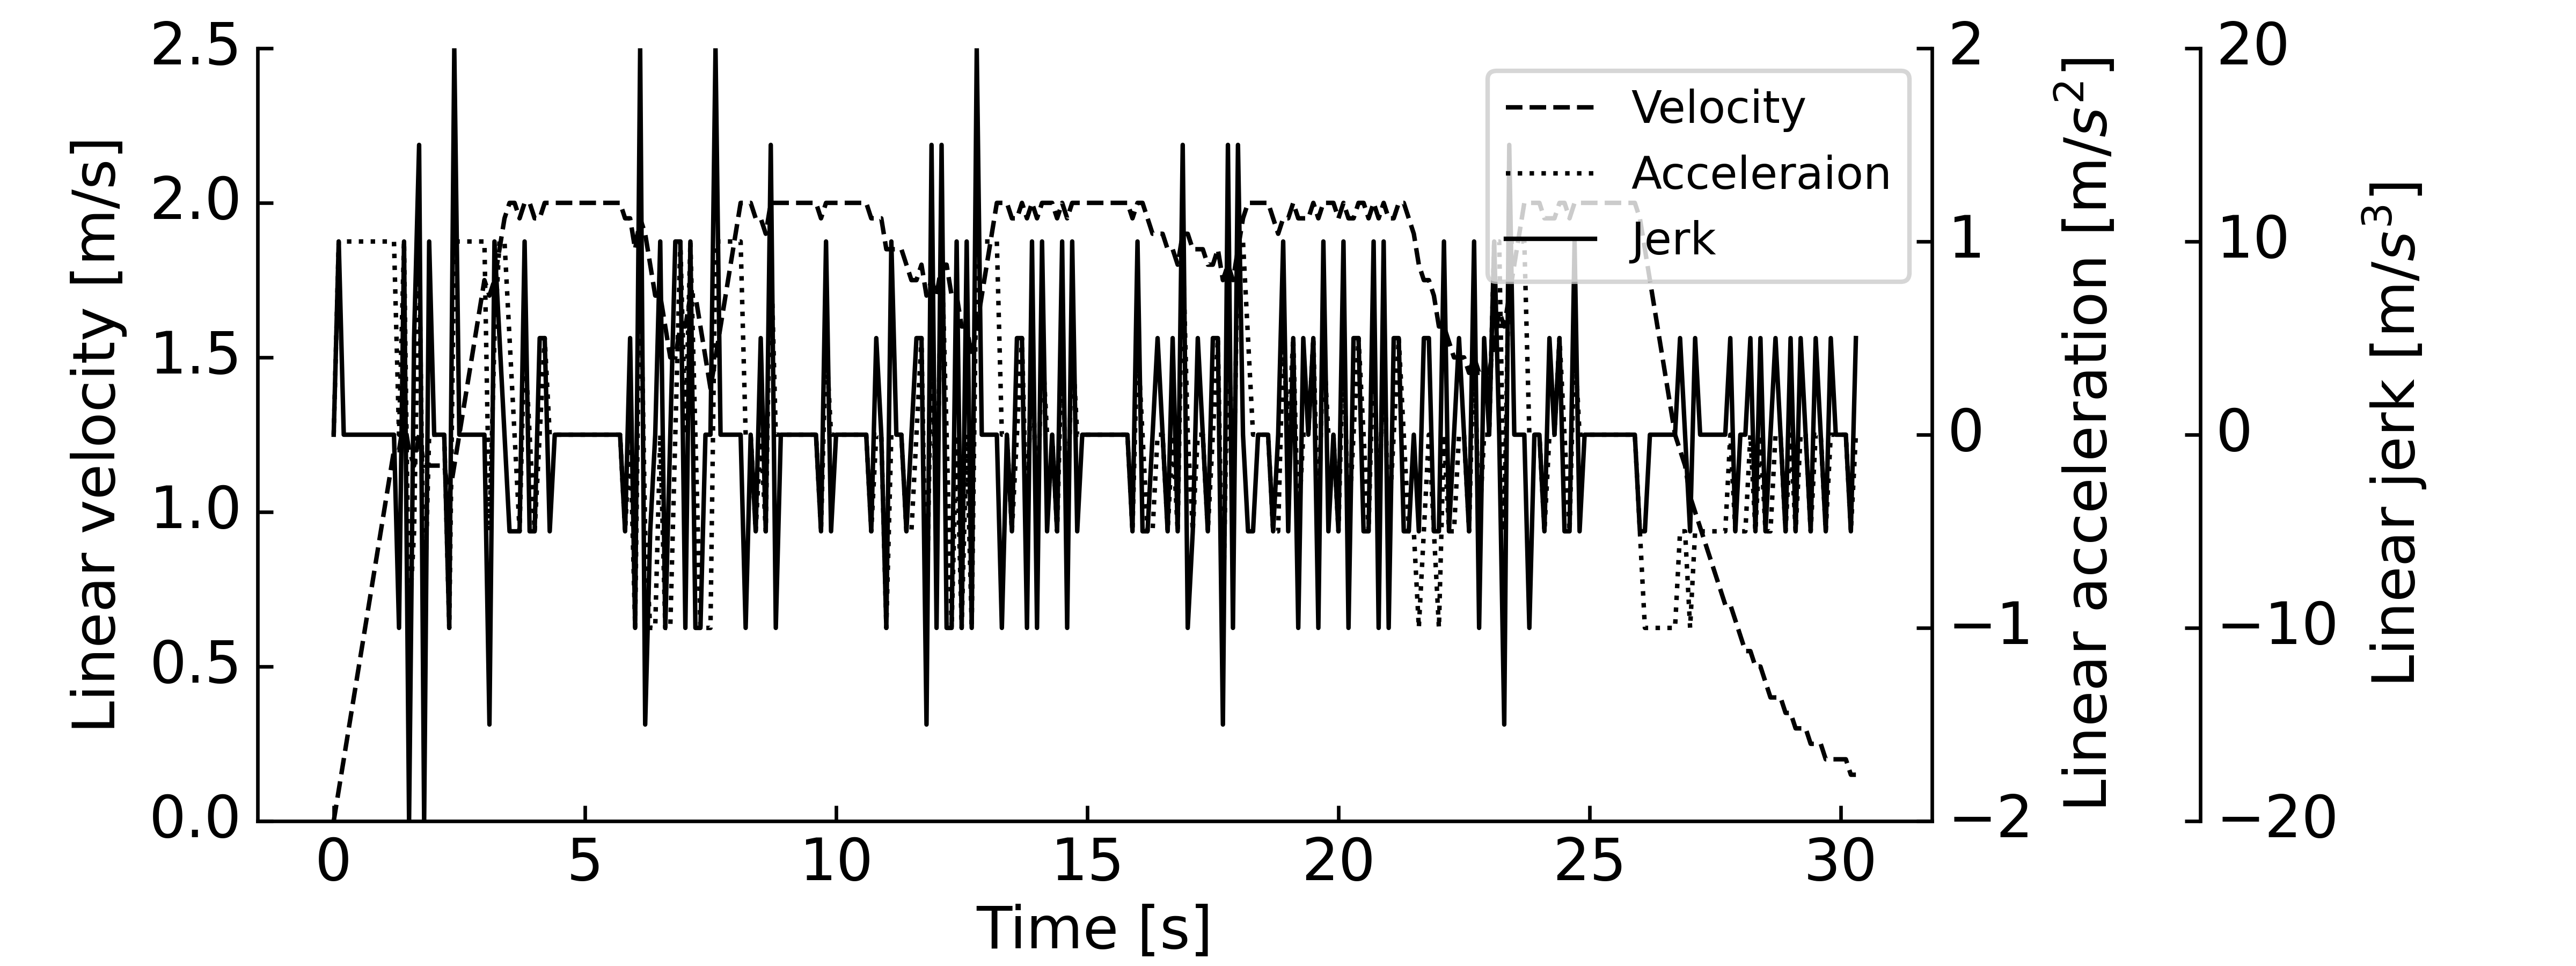 Linear velocity [m/s]
2.5
2.0
1.5
1.0
0.5
0.0
0 5 10 15 20 25 30
Time [s]
Velocity
Acceleraion
Jerk
2
1
0
−1
−2
Linear acceleration [m/s²]
20
10
0
−10
−20
Linear jerk [m/s³]